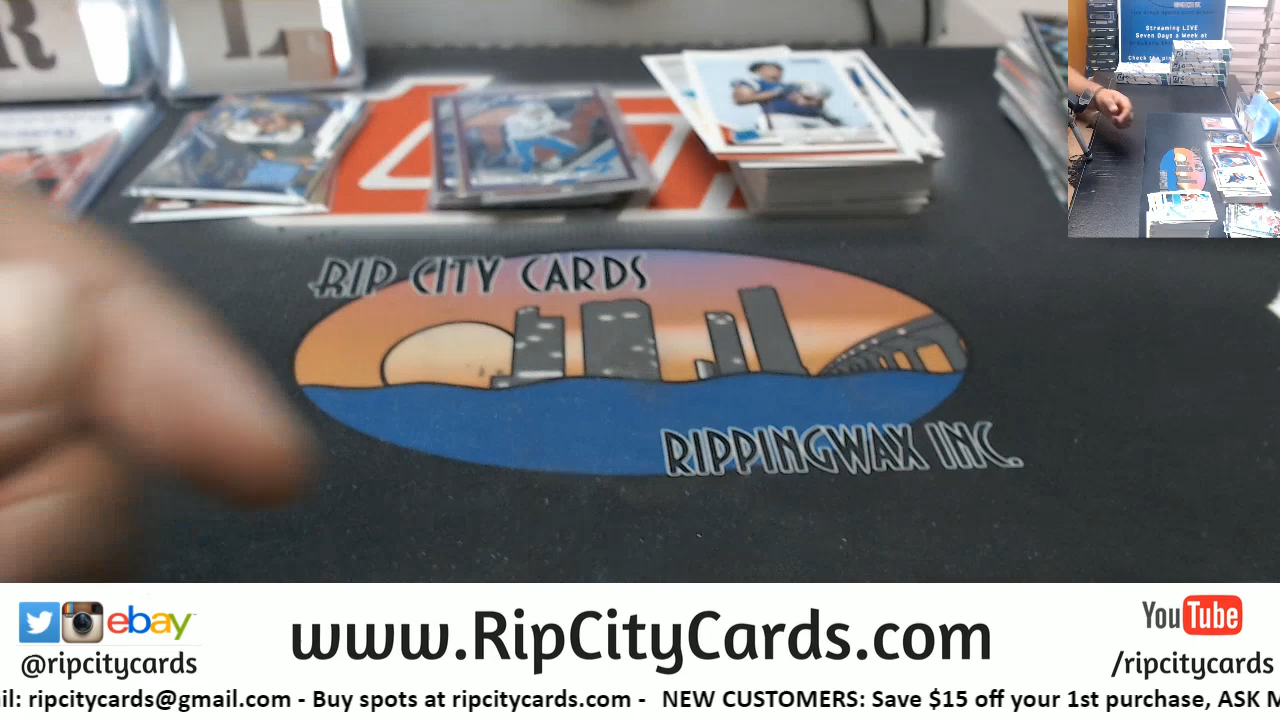 Streaming LIVE
Seven Days a Week at
RIP CITY CARDS
RIPPINGWAX INC.
ebay
@ripcitycards
www.RipCityCards.com
YouTube
/ripcitycards
il: ripcitycards@gmail.com - Buy spots at ripcitycards.com - NEW CUSTOMERS: Save $15 off your 1st purchase, ASK M